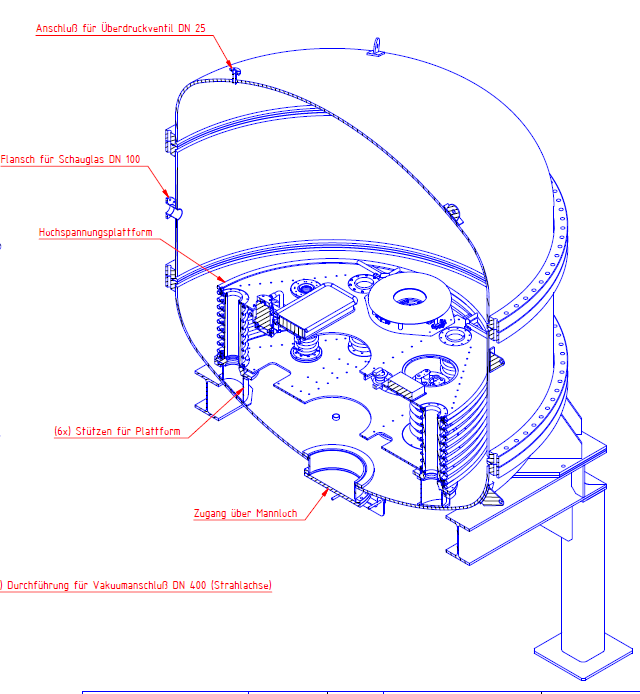 Anschluß für Überdruckventil DN 25
Flansch für Schauglas DN 100
Hochspannungsplattform
(6x) Stützen für Plattform
Zugang über Mannloch
) Durchführung für Vakuumanschluß DN 400 (Strahlachse)